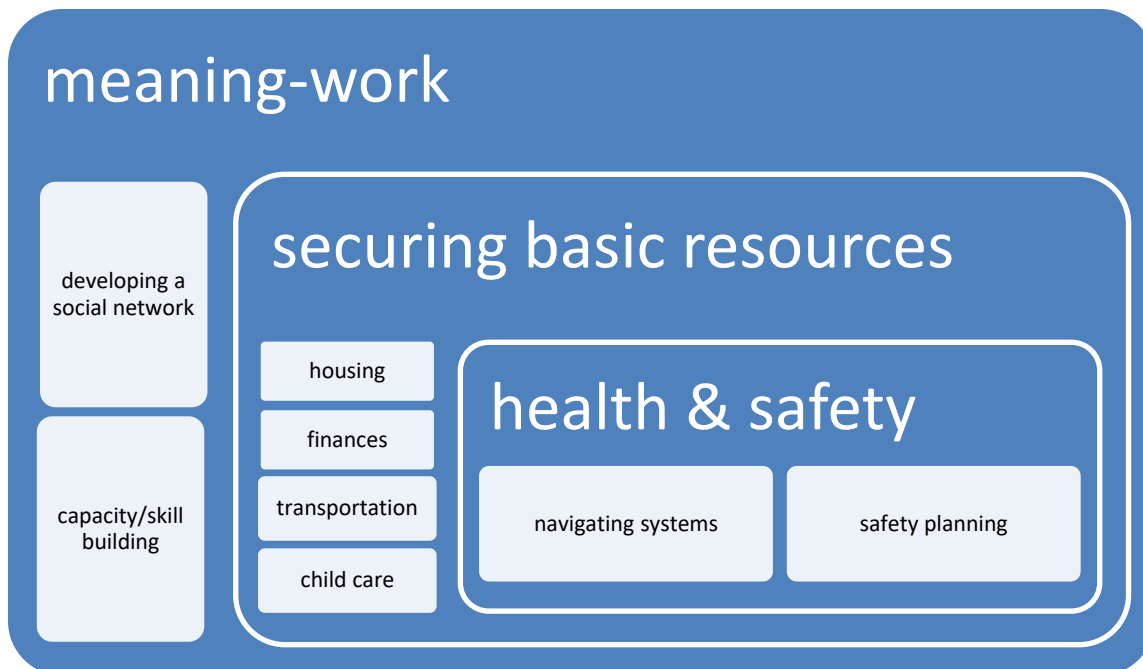 meaning-work
developing a
social network
capacity/skill
building
securing basic resources
housing
finances
transportation
child care
health & safety
navigating systems
safety planning